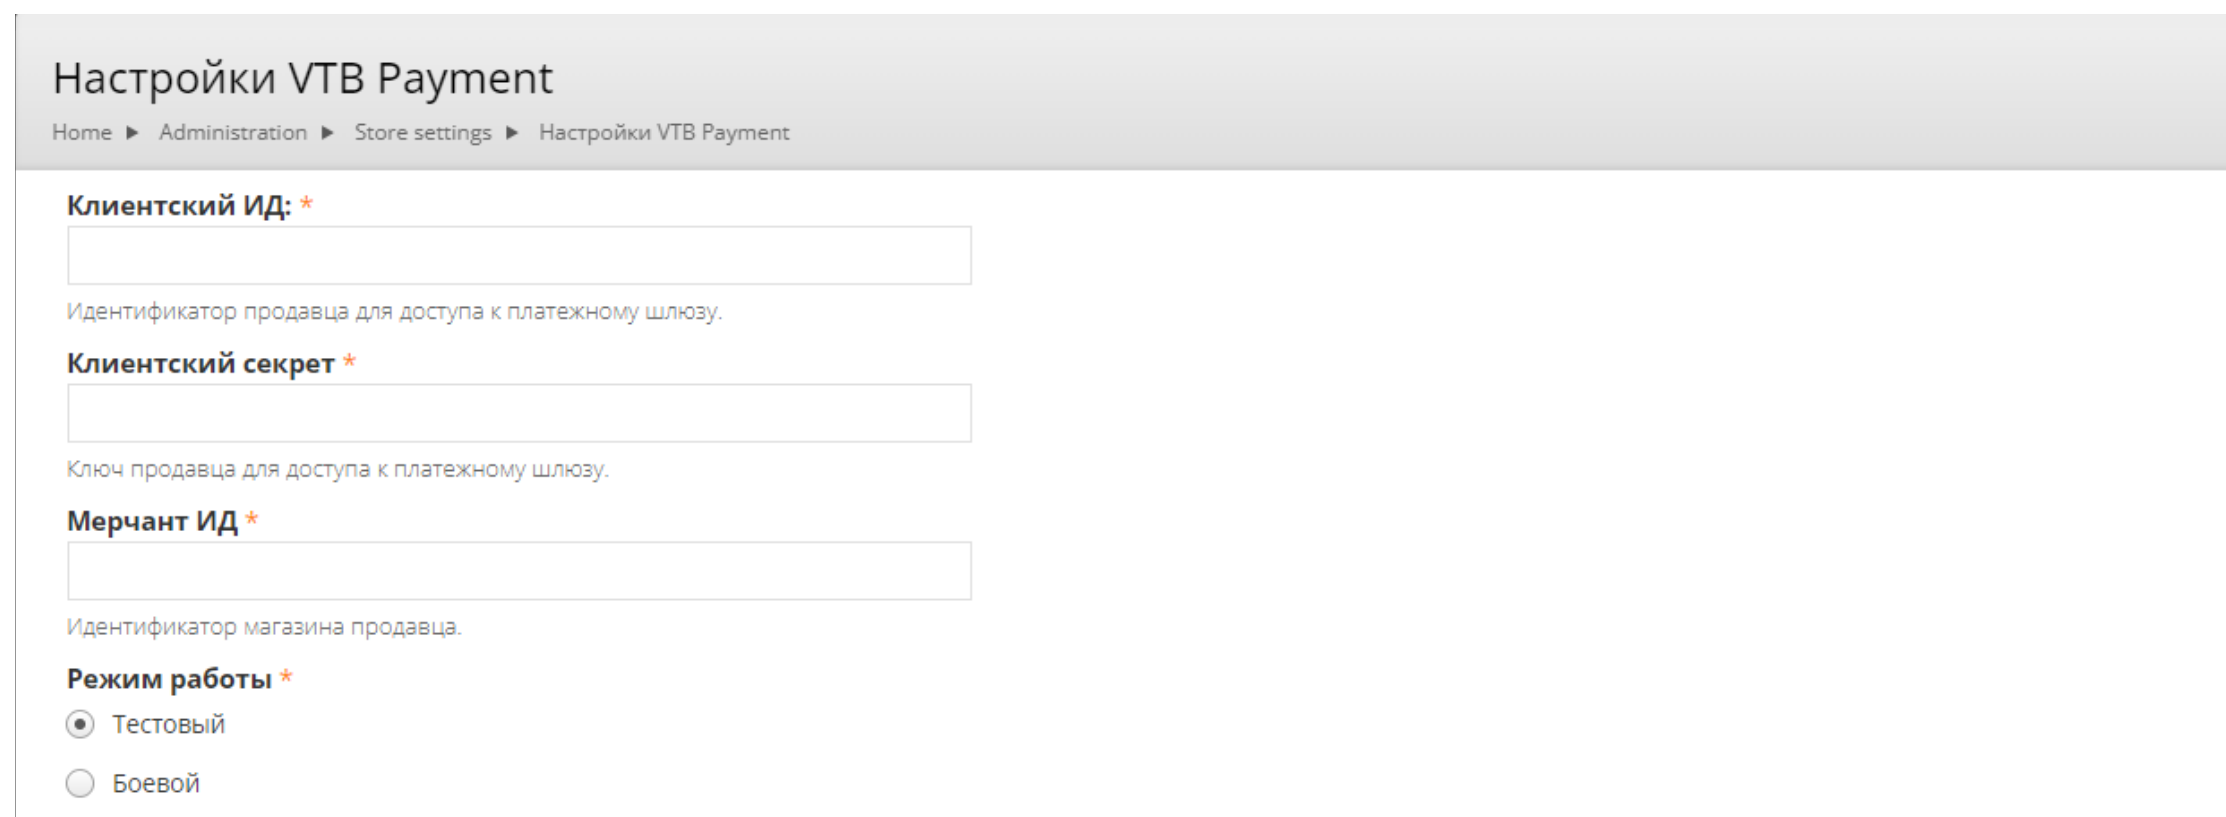 Настройки VTB Payment
Home ▶ Administration ▶ Store settings ▶ Настройки VTB Payment
Клиентский ИД: *
Идентификатор продавца для доступа к платежному шлюзу.
Клиентский секрет *
Ключ продавца для доступа к платежному шлюзу.
Мерчант ИД *
Идентификатор магазина продавца.
Режим работы *
Тестовый
Боевой